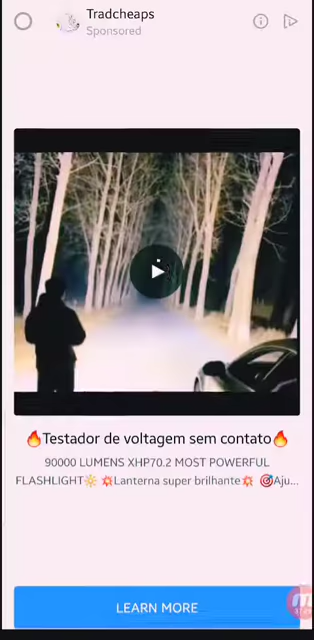 Tradcheaps
Sponsored
🔥Testador de voltagem sem contato🔥
90000 LUMENS XHP70.2 MOST POWERFUL
FLASHLIGHT🔆 💥Lanterna super brilhante💥 🎯Aju...
LEARN MORE